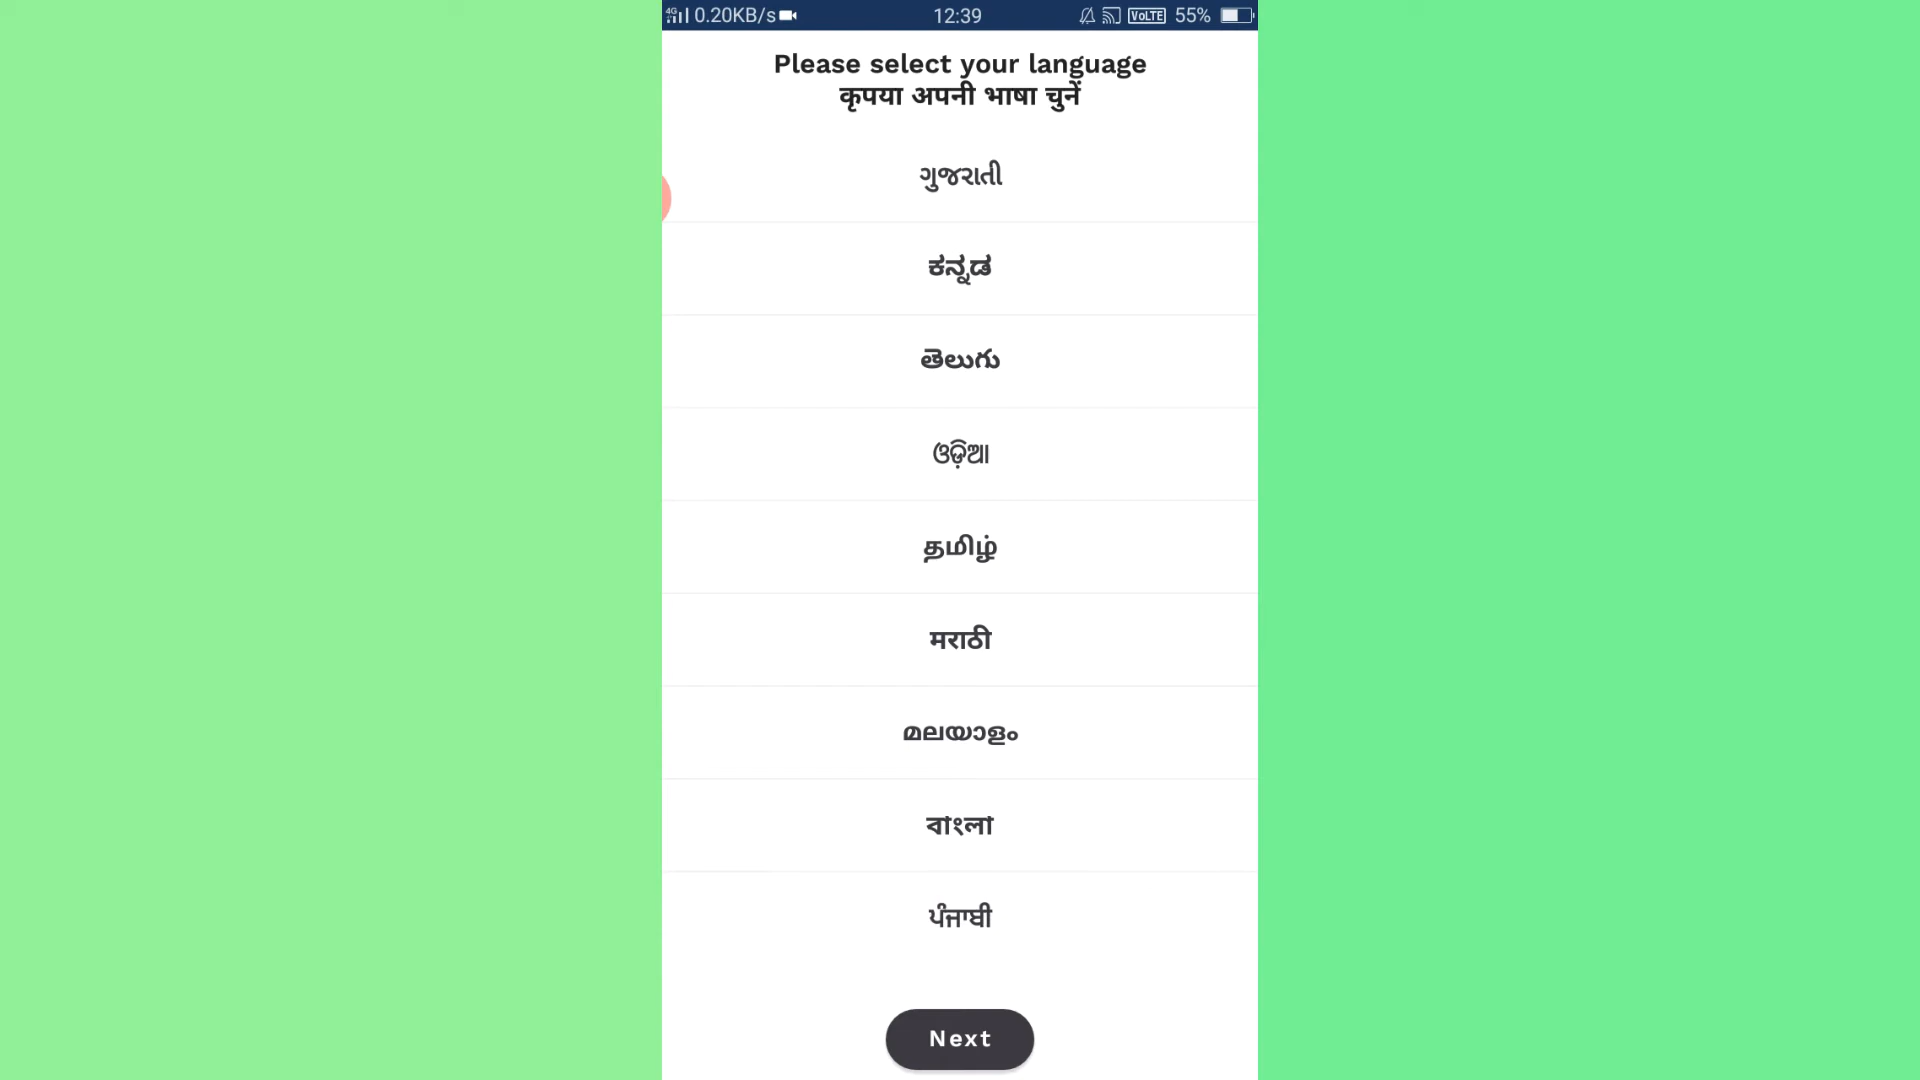 4G 0.20KB/s 12:39 VoLTE 55%
Please select your language
कृपया अपनी भाषा चुनें
ગુજરાતી
ಕನ್ನಡ
తెలుగు
ଓଡ଼ିଆ
தமிழ்
मराठी
മലയാളം
বাংলা
ਪੰਜਾਬੀ
Next